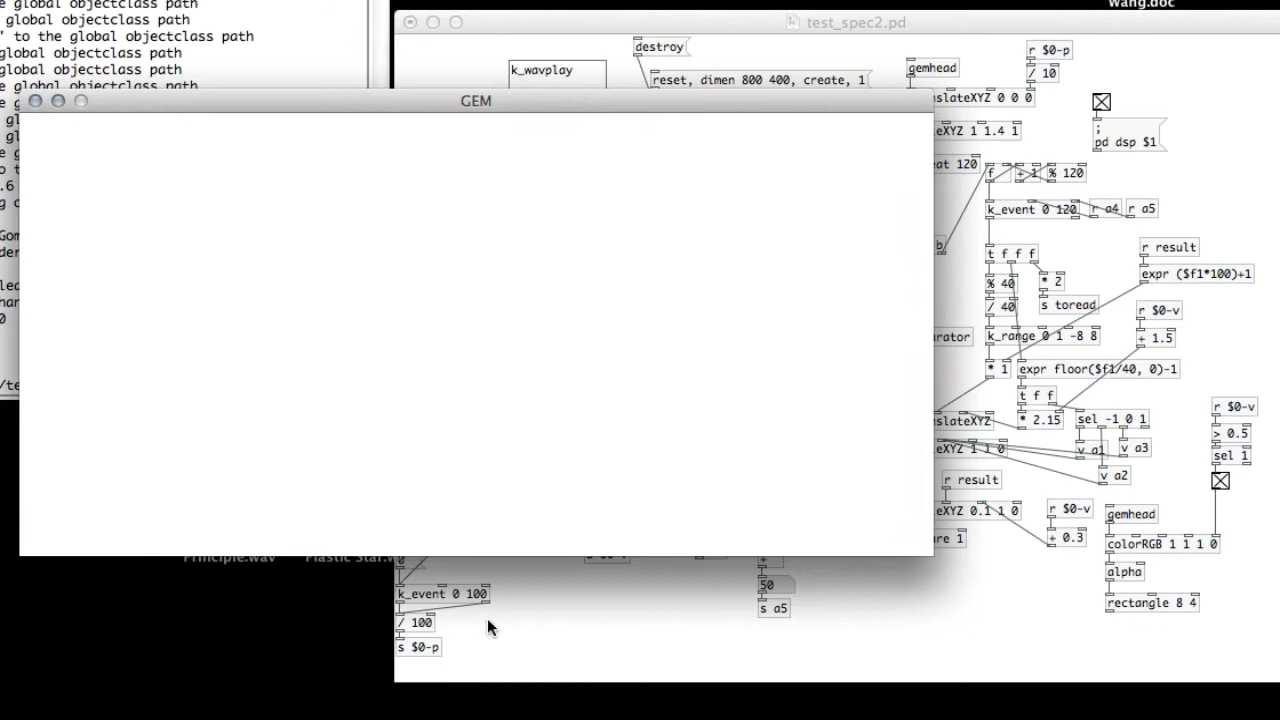 wang.doc
e global objectclass path
global objectclass path
" to the global objectclass path
global objectclass path
global objectclass path
e global objectclass path
test_spec2.pd
destroy
k_wavplay
reset, dimen 800 400, create, 1
gemhead
r $0-p
/ 10
slateXYZ 0 0 0
;
pd dsp $1
eXYZ 1 1.4 1
eat 120
f
+ 1
% 120
k_event 0 120
r a4
r a5
b
t f f f
r result
expr ($f1*100)+1
% 40
* 2
/ 40
s toread
r $0-v
+ 1.5
rator
k_range 0 1 -8 8
* 1
expr floor($f1/40, 0)-1
t f f
slateXYZ
* 2.15
sel -1 0 1
eXYZ 1 1 0
v a1
v a3
v a2
r $0-v
> 0.5
sel 1
r result
eXYZ 0.1 1 0
r $0-v
+ 0.3
are 1
gemhead
colorRGB 1 1 1 0
alpha
rectangle 8 4
GEM
Principle.wav
Plastic Star.w
k_event 0 100
/ 100
s $0-p
50
s a5